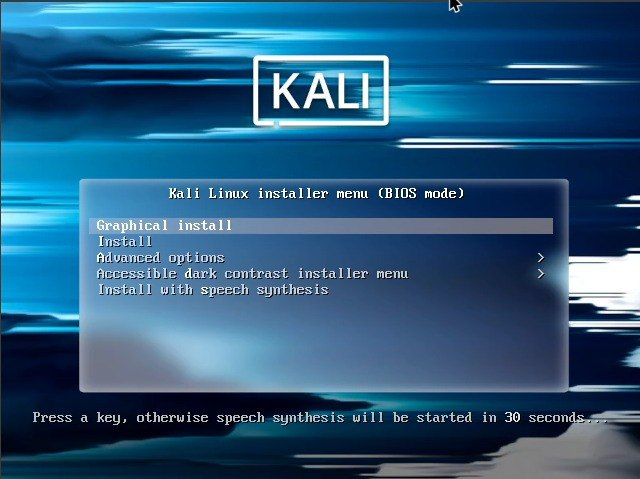 KALI
Kali Linux installer menu (BIOS mode)
Graphical install
Install
Advanced options >
Accessible dark contrast installer menu >
Install with speech synthesis
Press a key, otherwise speech synthesis will be started in 30 seconds...